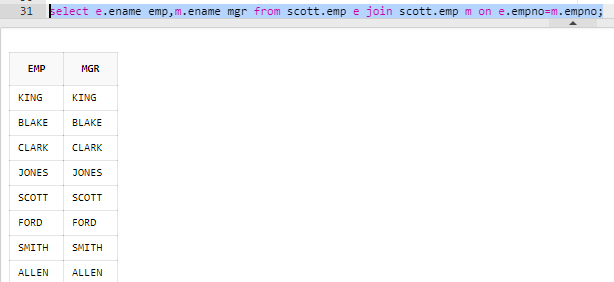 31 select e.ename emp,m.ename mgr from scott.emp e join scott.emp m on e.empno=m.empno;
EMP MGR
KING KING
BLAKE BLAKE
CLARK CLARK
JONES JONES
SCOTT SCOTT
FORD FORD
SMITH SMITH
ALLEN ALLEN